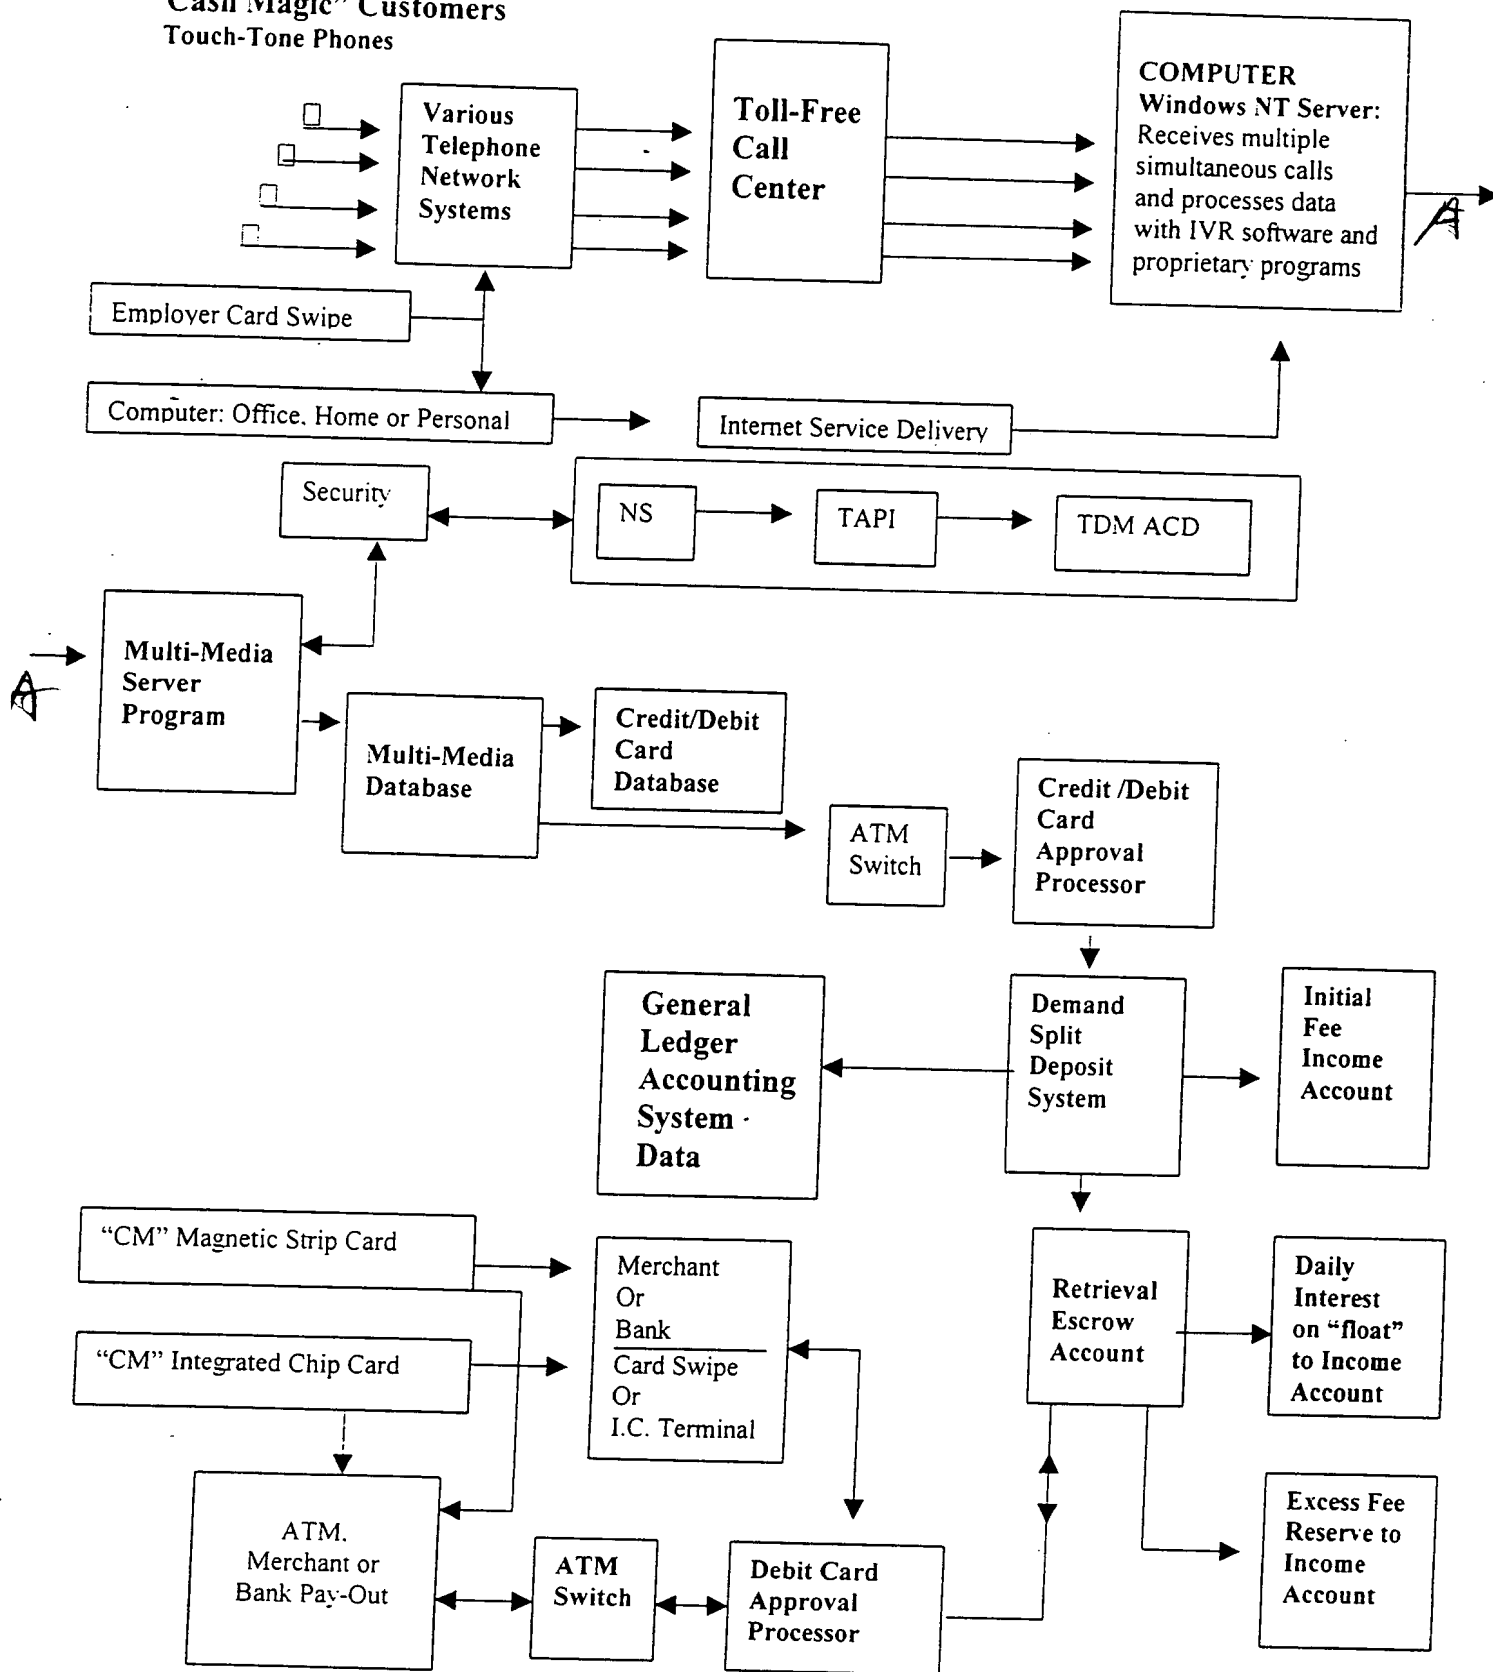 Cash Magic” Customers
Touch-Tone Phones
Various
Telephone
Network
Systems
Toll-Free
Call
Center
COMPUTER
Windows NT Server:
Receives multiple
simultaneous calls
and processes data
with IVR software and
proprietary programs
A
Employer Card Swipe
Computer: Office, Home or Personal
Internet Service Delivery
Security
NS
TAPI
TDM ACD
A
Multi-Media
Server
Program
Multi-Media
Database
Credit/Debit
Card
Database
ATM
Switch
Credit /Debit
Card
Approval
Processor
General
Ledger
Accounting
System
Data
Demand
Split
Deposit
System
Initial
Fee
Income
Account
“CM” Magnetic Strip Card
“CM” Integrated Chip Card
Merchant
Or
Bank
Card Swipe
Or
I.C. Terminal
Retrieval
Escrow
Account
Daily
Interest
on “float”
to Income
Account
ATM.
Merchant or
Bank Pay-Out
ATM
Switch
Debit Card
Approval
Processor
Excess Fee
Reserve to
Income
Account